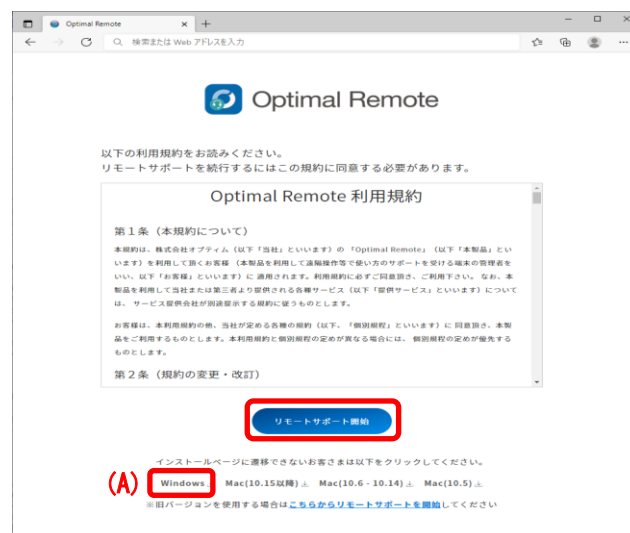 Optimal Remote
検索または Web アドレスを入力
Optimal Remote
以下の利用規約をお読みください。
リモートサポートを続行するにはこの規約に同意する必要があります。
Optimal Remote 利用規約
第1条（本規約について）
本規約は、株式会社オプティム（以下「当社」といいます）の 「Optimal Remote」（以下「本製品」とい
います）を利用して頂くお客様 （本製品を利用して遠隔操作等で使い方のサポートを受ける端末の管理者を
いい、以下「お客様」といいます）に 適用されます。利用規約に必ずご同意頂き、ご利用下さい。 なお、本
製品を利用して当社または第三者より提供される各種サービス（以下「提供サービス」といいます）について
は、 サービス提供会社が別途提示する規約に従うものとします。
お客様は、本利用規約の他、当社が定める各種の規約（以下、「個別規程」といいます）に 同意頂き、本製
品をご利用するものとします。本利用規約と個別規程の定めが異なる場合には、 個別規程の定めが優先する
ものとします。
第2条（規約の変更・改訂）
リモートサポート開始
インストールページに遷移できないお客さまは以下をクリックしてください。
(A) Windows Mac(10.15以降) Mac(10.6 - 10.14) Mac(10.5)
※旧バージョンを使用する場合はこちらからリモートサポートを開始してください